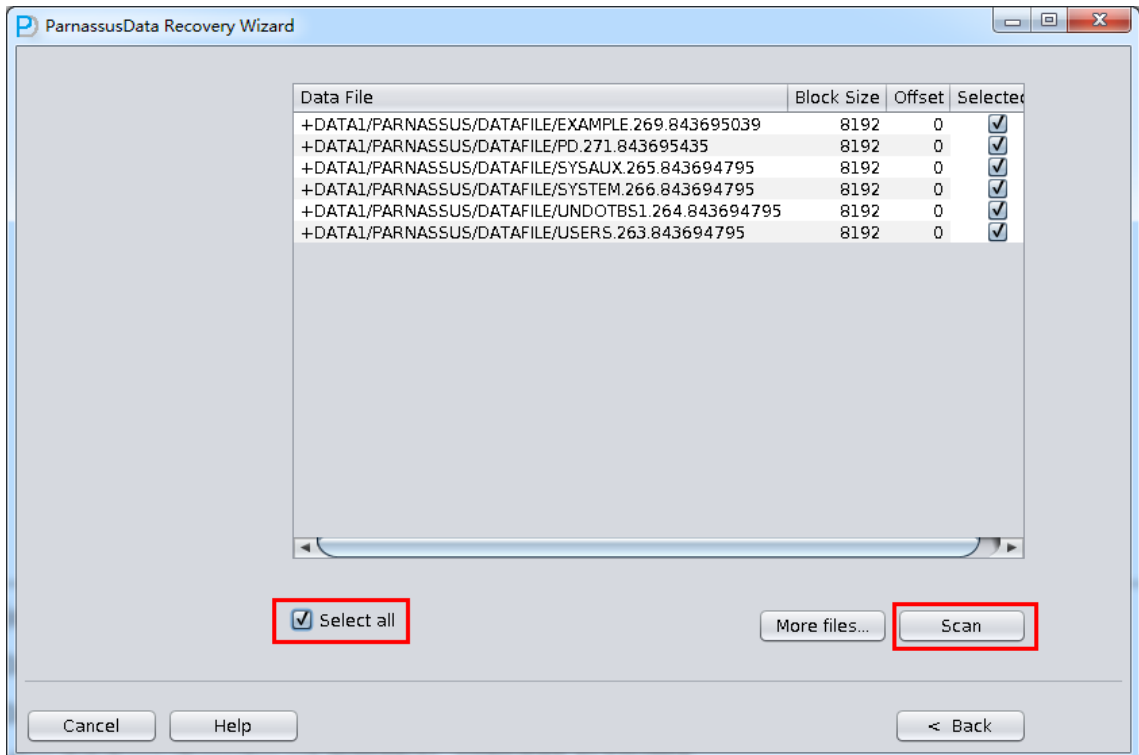 ParnassusData Recovery Wizard
Data File Block Size Offset Selected
+DATA1/PARNASSUS/DATAFILE/EXAMPLE.269.843695039 8192 0
+DATA1/PARNASSUS/DATAFILE/PD.271.843695435 8192 0
+DATA1/PARNASSUS/DATAFILE/SYSAUX.265.843694795 8192 0
+DATA1/PARNASSUS/DATAFILE/SYSTEM.266.843694795 8192 0
+DATA1/PARNASSUS/DATAFILE/UNDOTBS1.264.843694795 8192 0
+DATA1/PARNASSUS/DATAFILE/USERS.263.843694795 8192 0
Select all More files... Scan
Cancel Help < Back